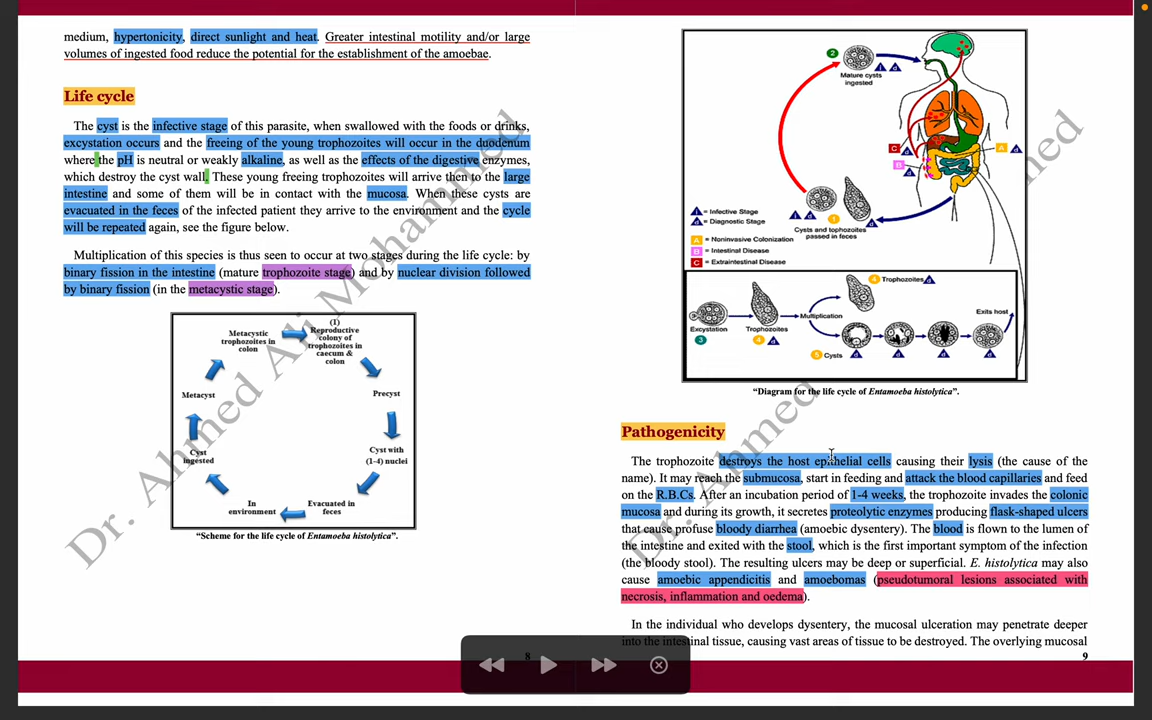 medium, hypertonicity, direct sunlight and heat. Greater intestinal motility and/or large
volumes of ingested food reduce the potential for the establishment of the amoebae.
Life cycle
The cyst is the infective stage of this parasite, when swallowed with the foods or drinks,
excystation occurs and the freeing of the young trophozoites will occur in the duodenum
where the pH is neutral or weakly alkaline, as well as the effects of the digestive enzymes,
which destroy the cyst wall. These young freeing trophozoites will arrive then to the large
intestine and some of them will be in contact with the mucosa. When these cysts are
evacuated in the feces of the infected patient they arrive to the environment and the cycle
will be repeated again, see the figure below.
Multiplication of this species is thus seen to occur at two stages during the life cycle: by
binary fission in the intestine (mature trophozoite stage) and by nuclear division followed
by binary fission (in the metacystic stage).
(1)
Reproductive
colony of
trophozoites in
caecum &
colon
Precyst
Cyst with
(1–4) nuclei
Evacuated in
feces
In
environment
Cyst
ingested
Metacyst
Metacystic
trophozoites in
colon
"Scheme for the life cycle of Entamoeba histolytica".
Dr. Ahmed Ali Mohammed
8
2
Mature cysts
ingested
i d
C d
B d
A d
i d 1 d
Cysts and tophozoites
passed in feces
i = Infective Stage
d = Diagnostic Stage
A = Noninvasive Colonization
B = Intestinal Disease
C = Extraintestinal Disease
Excystation
3
Trophozoites
4 d
Multiplication
4 Trophozoites d
5 Cysts d d d d
Exits host
"Diagram for the life cycle of Entamoeba histolytica".
Pathogenicity
The trophozoite destroys the host epithelial cells causing their lysis (the cause of the
name). It may reach the submucosa, start in feeding and attack the blood capillaries and feed
on the R.B.Cs. After an incubation period of 1-4 weeks, the trophozoite invades the colonic
mucosa and during its growth, it secretes proteolytic enzymes producing flask-shaped ulcers
that cause profuse bloody diarrhea (amoebic dysentery). The blood is flown to the lumen of
the intestine and exited with the stool, which is the first important symptom of the infection
(the bloody stool). The resulting ulcers may be deep or superficial. E. histolytica may also
cause amoebic appendicitis and amoebomas (pseudotumoral lesions associated with
necrosis, inflammation and oedema).
In the individual who develops dysentery, the mucosal ulceration may penetrate deeper
into the intestinal tissue, causing vast areas of tissue to be destroyed. The overlying mucosal
Dr. Ahmed
med
9